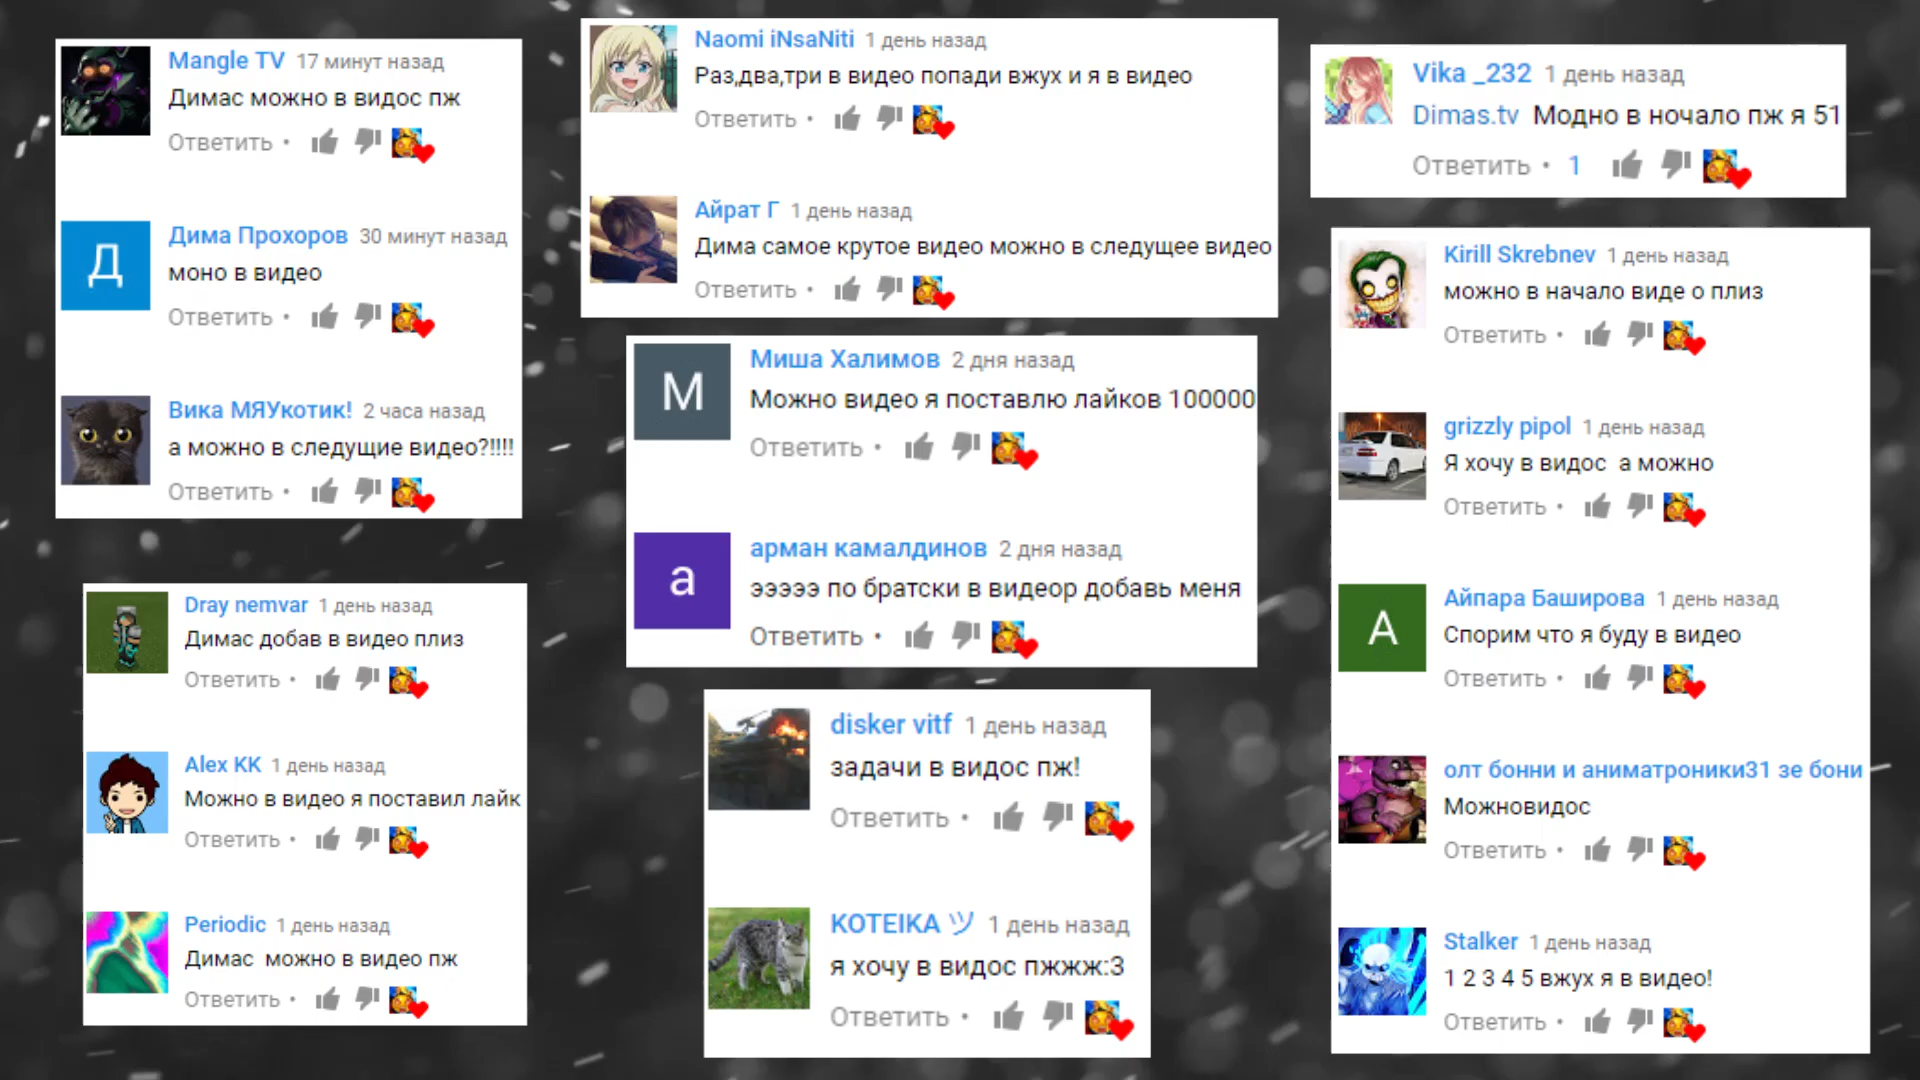 Mangle TV 17 минут назад
Димас можно в видос пж
Ответить •
Д
Дима Прохоров 30 минут назад
моно в видео
Ответить •
Вика МЯУкотик! 2 часа назад
а можно в следущие видео?!!!!
Ответить •
Dray nemvar 1 день назад
Димас добав в видео плиз
Ответить •
Alex KK 1 день назад
Можно в видео я поставил лайк
Ответить •
Periodic 1 день назад
Димас можно в видео пж
Ответить •
Naomi iNsaNiti 1 день назад
Раз,два,три в видео попади вжух и я в видео
Ответить •
Айрат Г 1 день назад
Дима самое крутое видео можно в следущее видео
Ответить •
М
Миша Халимов 2 дня назад
Можно видео я поставлю лайков 100000
Ответить •
а
арман камалдинов 2 дня назад
эээээ по братски в видеор добавь меня
Ответить •
disker vitf 1 день назад
задачи в видос пж!
Ответить •
KOTEIKA ツ 1 день назад
я хочу в видос пжжж:3
Ответить •
Vika _232 1 день назад
Dimas.tv Модно в ночало пж я 51
Ответить • 1
Kirill Skrebnev 1 день назад
можно в начало виде о плиз
Ответить •
grizzly pipol 1 день назад
Я хочу в видос а можно
Ответить •
А
Айпара Баширова 1 день назад
Спорим что я буду в видео
Ответить •
олт бонни и аниматроники31 зе бони
Можновидос
Ответить •
Stalker 1 день назад
1 2 3 4 5 вжух я в видео!
Ответить •